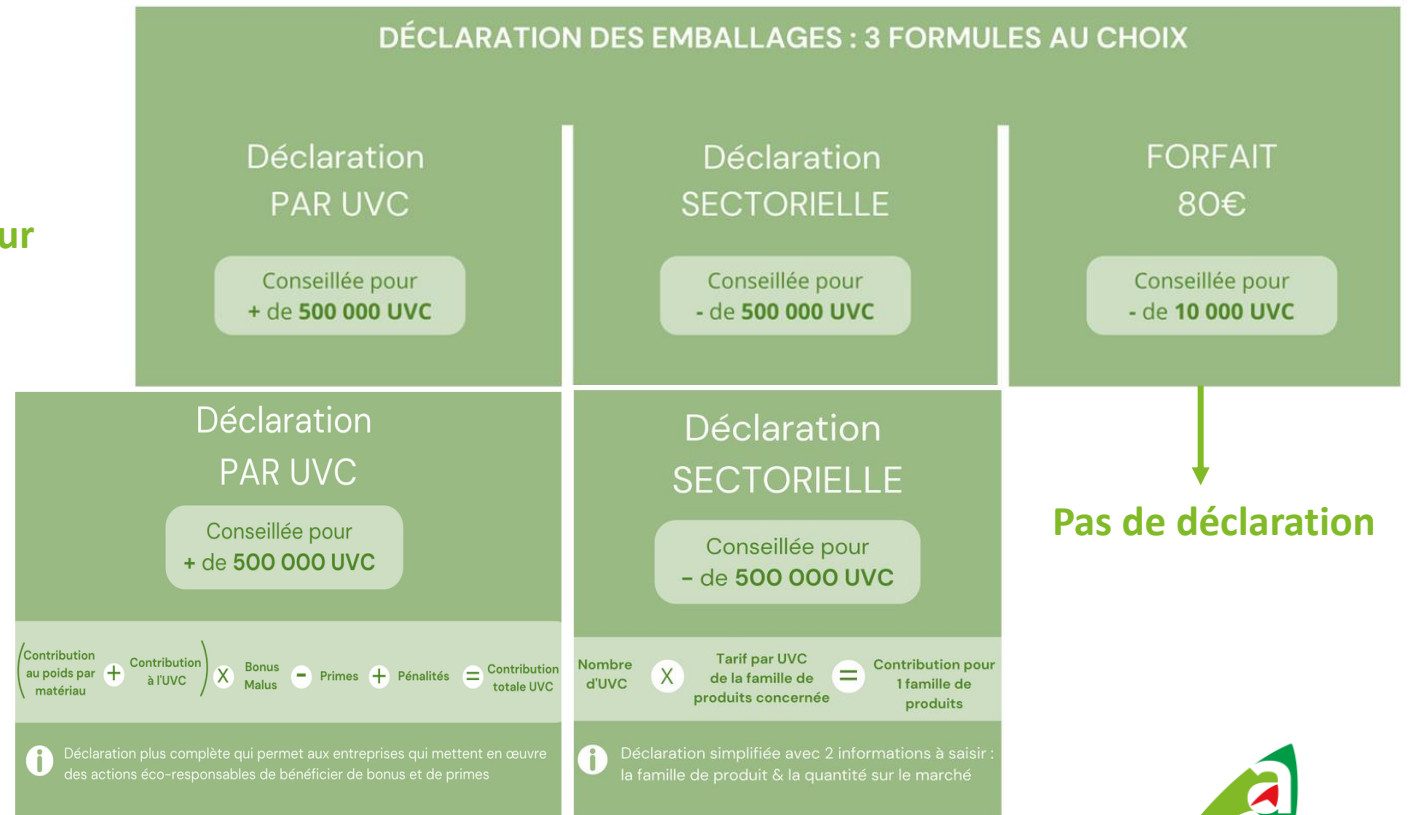 DÉCLARATION DES EMBALLAGES : 3 FORMULES AU CHOIX
Déclaration
PAR UVC
Conseillée pour
+ de 500 000 UVC
Déclaration
SECTORIELLE
Conseillée pour
- de 500 000 UVC
FORFAIT
80€
Conseillée pour
- de 10 000 UVC
ur
Déclaration
PAR UVC
Conseillée pour
+ de 500 000 UVC
(Contribution
au poids par
matériau
+
Contribution
à l'UVC)
X
Bonus
Malus
-
Primes
+
Pénalités
=
Contribution
totale UVC
i
Déclaration plus complète qui permet aux entreprises qui mettent en œuvre
des actions éco-responsables de bénéficier de bonus et de primes
Déclaration
SECTORIELLE
Conseillée pour
- de 500 000 UVC
Nombre
d'UVC
X
Tarif par UVC
de la famille de
produits concernée
=
Contribution pour
1 famille de
produits
i
Déclaration simplifiée avec 2 informations à saisir :
la famille de produit & la quantité sur le marché
Pas de déclaration
a